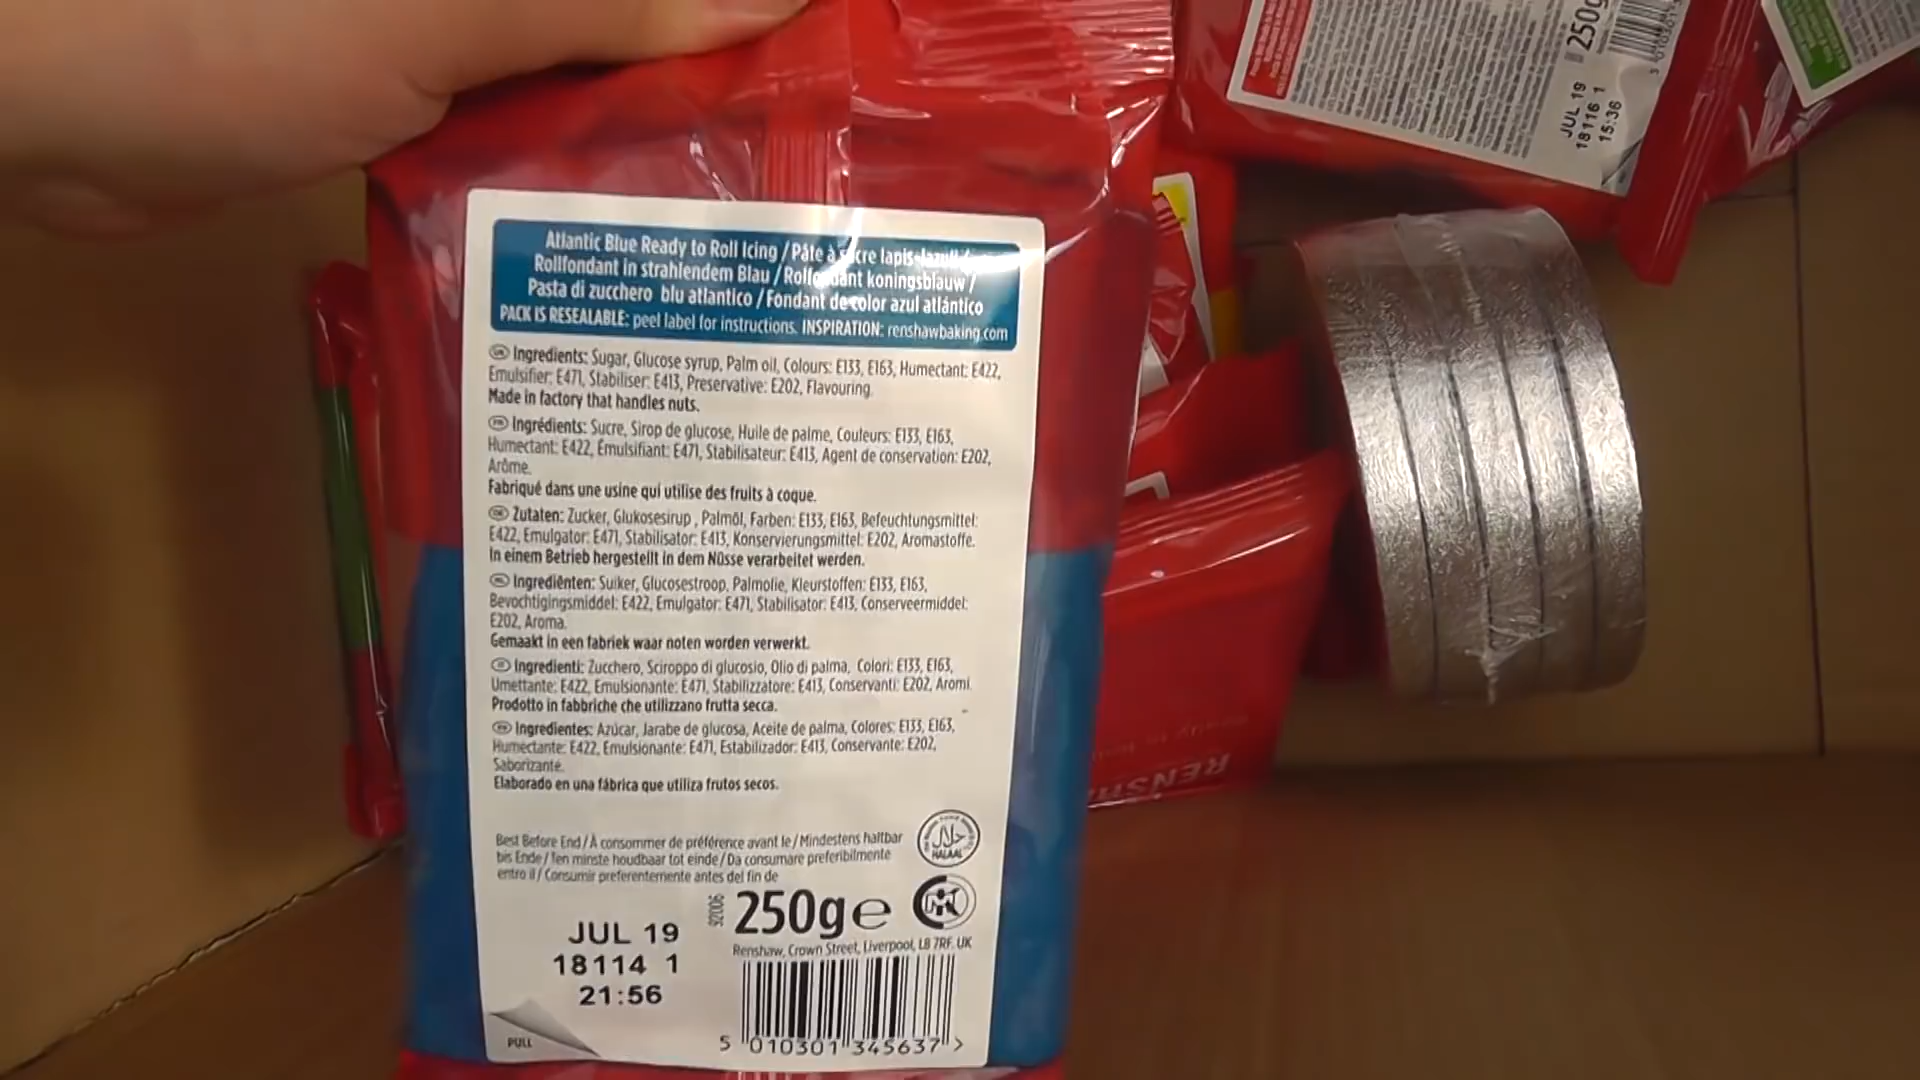 Atlantic Blue Ready to Roll Icing / Pâte à sucre lapis-lazuli /
Rollfondant in strahlendem Blau / Rolfondant koningsblauw /
Pasta di zucchero blu atlantico / Fondant de color azul atlántico
PACK IS RESEALABLE: peel label for instructions. INSPIRATION: renshawbaking.com
UK Ingredients: Sugar, Glucose syrup, Palm oil, Colours: E133, E163, Humectant: E422,
Emulsifier: E471, Stabiliser: E413, Preservative: E202, Flavouring.
Made in factory that handles nuts.
FR Ingrédients: Sucre, Sirop de glucose, Huile de palme, Couleurs: E133, E163,
Humectant: E422, Émulsifiant: E471, Stabilisateur: E413, Agent de conservation: E202,
Arôme.
Fabriqué dans une usine qui utilise des fruits à coque.
DE Zutaten: Zucker, Glukosesirup , Palmöl, Farben: E133, E163, Befeuchtungsmittel:
E422, Emulgator: E471, Stabilisator: E413, Konservierungsmittel: E202, Aromastoffe.
In einem Betrieb hergestellt in dem Nüsse verarbeitet werden.
NL Ingrediënten: Suiker, Glucosestroop, Palmolie, Kleurstoffen: E133, E163,
Bevochtigingsmiddel: E422, Emulgator: E471, Stabilisator: E413, Conserveermiddel:
E202, Aroma.
Gemaakt in een fabriek waar noten worden verwerkt.
IT Ingredienti: Zucchero, Sciroppo di glucosio, Olio di palma, Colori: E133, E163,
Umettante: E422, Emulsionante: E471, Stabilizzatore: E413, Conservanti: E202, Aromi.
Prodotto in fabbriche che utilizzano frutta secca.
Ingredientes: Azúcar, Jarabe de glucosa, Aceite de palma, Colores: E133, E163,
Humectante: E422, Emulsionante: E471, Estabilizador: E413, Conservante: E202,
Saborizante.
Elaborado en una fábrica que utiliza frutos secos.
Best Before End / À consommer de préférence avant le / Mindestens haltbar
bis Ende / Ten minste houdbaar tot einde / Da consumare preferibilmente
entro il / Consumir preferentemente antes del fin de
حلال
HALAAL
92006
250g e
Renshaw, Crown Street, Liverpool, L8 7RF. UK
JUL 19
18114 1
21:56
PULL
5 010301 345637 >
250g
JUL 19
18116 1
15:36
RENSH